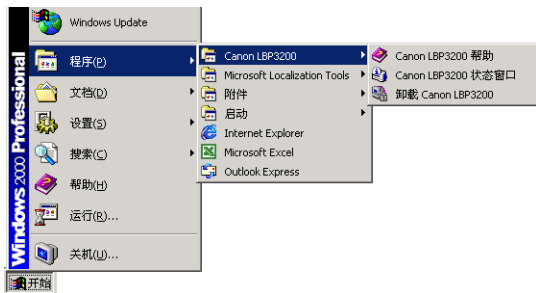 Windows Update
程序(P)
文档(D)
设置(S)
搜索(C)
帮助(H)
运行(R)...
关机(U)...
Windows 2000 Professional
开始
Canon LBP3200
Microsoft Localization Tools
附件
启动
Internet Explorer
Microsoft Excel
Outlook Express
Canon LBP3200 帮助
Canon LBP3200 状态窗口
卸载 Canon LBP3200